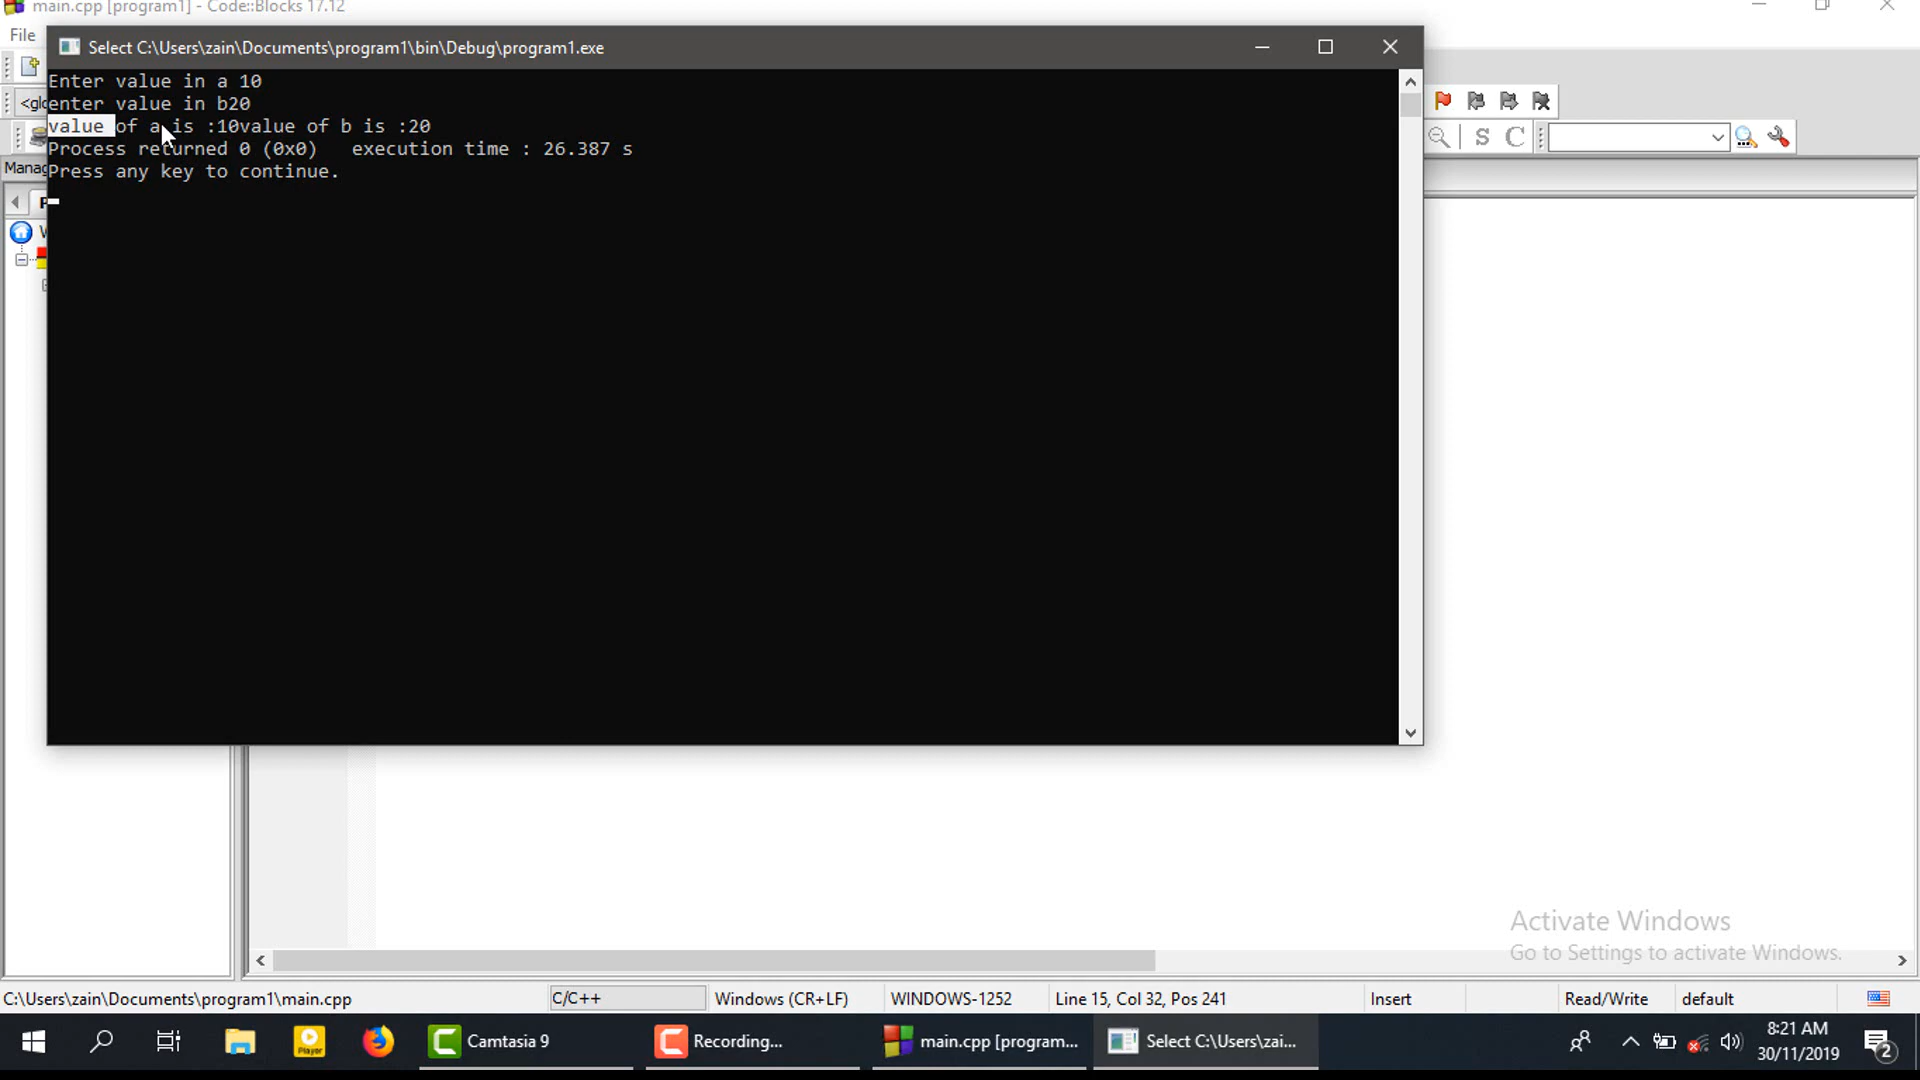 main.cpp [program1] - Code::Blocks 17.12
File
Select C:\Users\zain\Documents\program1\bin\Debug\program1.exe
Enter value in a 10
enter value in b20
value of a is :10value of b is :20
Process returned 0 (0x0)   execution time : 26.387 s
Press any key to continue.
<glo
S C
Mana
Activate Windows
Go to Settings to activate Windows.
C:\Users\zain\Documents\program1\main.cpp
C/C++
Windows (CR+LF)
WINDOWS-1252
Line 15, Col 32, Pos 241
Insert
Read/Write
default
Player
Camtasia 9
Recording...
main.cpp [program...
Select C:\Users\zai...
8:21 AM
30/11/2019
2